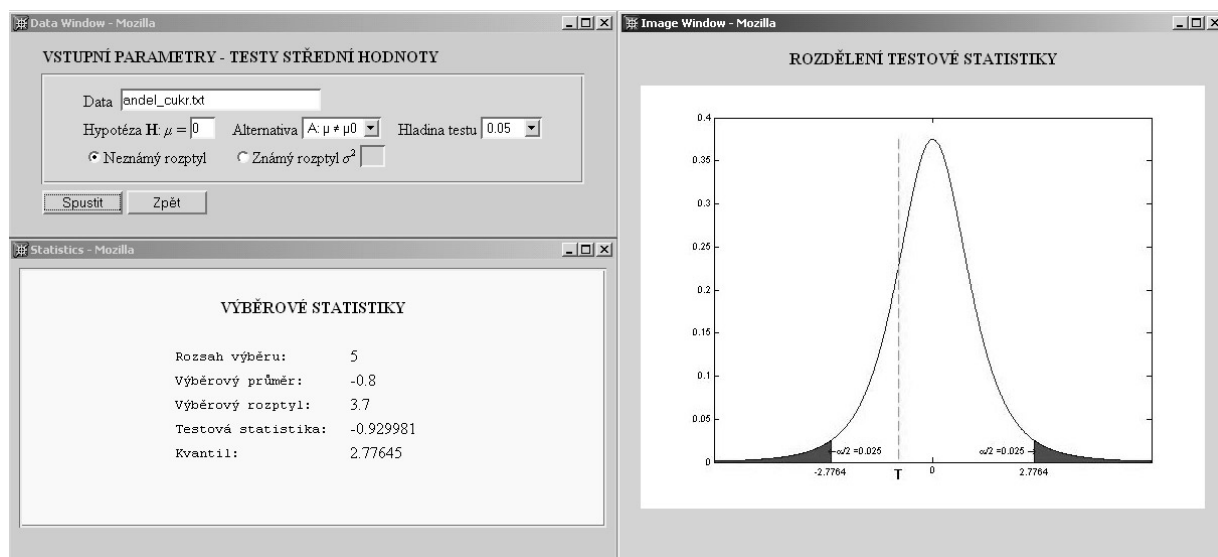 Data Window - Mozilla
VSTUPNÍ PARAMETRY - TESTY STŘEDNÍ HODNOTY
Data andel_cukr.txt
Hypotéza H: μ = 0 Alternativa A: μ ≠ μ0 Hladina testu 0.05
Neznámý rozptyl Známý rozptyl σ²
Spustit Zpět
Statistics - Mozilla
VÝBĚROVÉ STATISTIKY
Rozsah výběru: 5
Výběrový průměr: -0.8
Výběrový rozptyl: 3.7
Testová statistika: -0.929981
Kvantil: 2.77645
Image Window - Mozilla
ROZDĚLENÍ TESTOVÉ STATISTIKY
0.4
0.35
0.3
0.25
0.2
0.15
0.1
0.05
0
α/2 =0.025 α/2 =0.025
-2.7764 T 0 2.7764